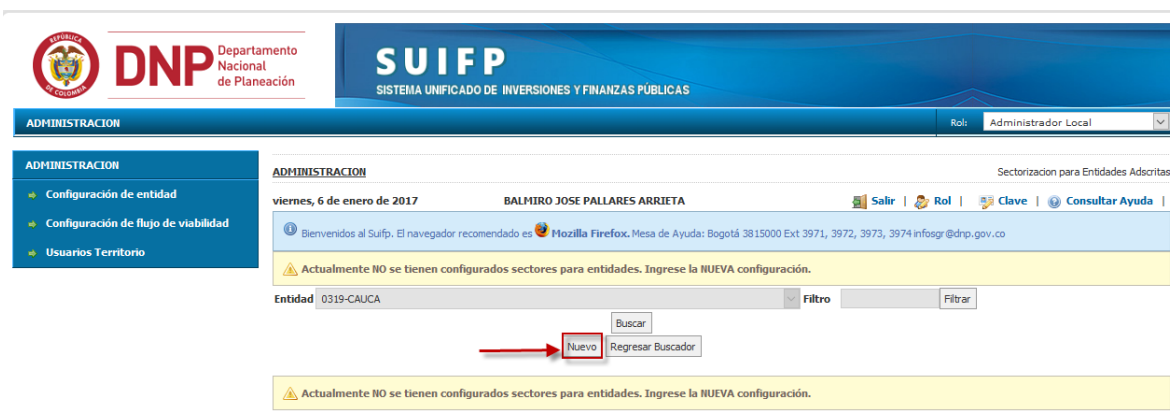 REPÚBLICA
DE COLOMBIA
DNP
Departamento
Nacional
de Planeación
SUIFP
SISTEMA UNIFICADO DE INVERSIONES Y FINANZAS PÚBLICAS
ADMINISTRACION Rol: Administrador Local
ADMINISTRACION
Configuración de entidad
Configuración de flujo de viabilidad
Usuarios Territorio
ADMINISTRACION Sectorizacion para Entidades Adscritas
viernes, 6 de enero de 2017 BALMIRO JOSE PALLARES ARRIETA Salir | Rol | Clave | Consultar Ayuda |
Bienvenidos al Suifp. El navegador recomendado es Mozilla Firefox. Mesa de Ayuda: Bogotá 3815000 Ext 3971, 3972, 3973, 3974 infosgr@dnp.gov.co
Actualmente NO se tienen configurados sectores para entidades. Ingrese la NUEVA configuración.
Entidad 0319-CAUCA Filtro Filtrar
Buscar
Nuevo Regresar Buscador
Actualmente NO se tienen configurados sectores para entidades. Ingrese la NUEVA configuración.